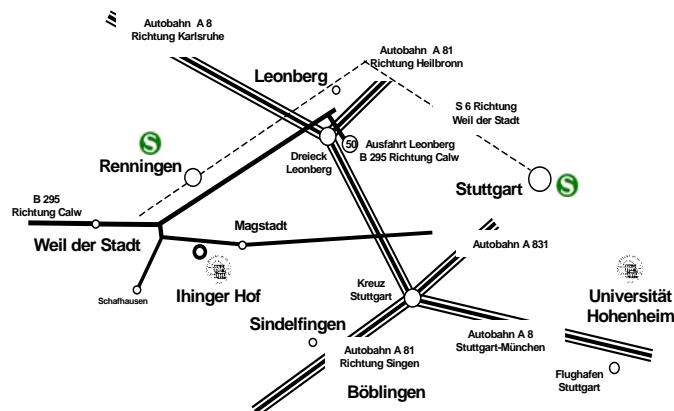 Autobahn A 8
Richtung Karlsruhe
Autobahn A 81
Richtung Heilbronn
Leonberg
S 6 Richtung
Weil der Stadt
S
Renningen
50
Ausfahrt Leonberg
B 295 Richtung Calw
Dreieck
Leonberg
Stuttgart
S
B 295
Richtung Calw
Magstadt
Weil der Stadt
Autobahn A 831
Ihinger Hof
Schafhausen
Kreuz
Stuttgart
Universität
Hohenheim
Sindelfingen
Autobahn A 8
Stuttgart-München
Autobahn A 81
Richtung Singen
Flughafen
Stuttgart
Böblingen